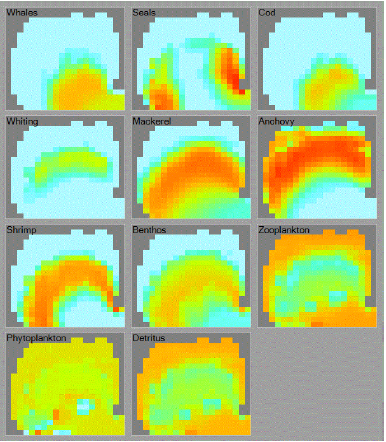 Whales
Seals
Cod
Whiting
Mackerel
Anchovy
Shrimp
Benthos
Zooplankton
Phytoplankton
Detritus